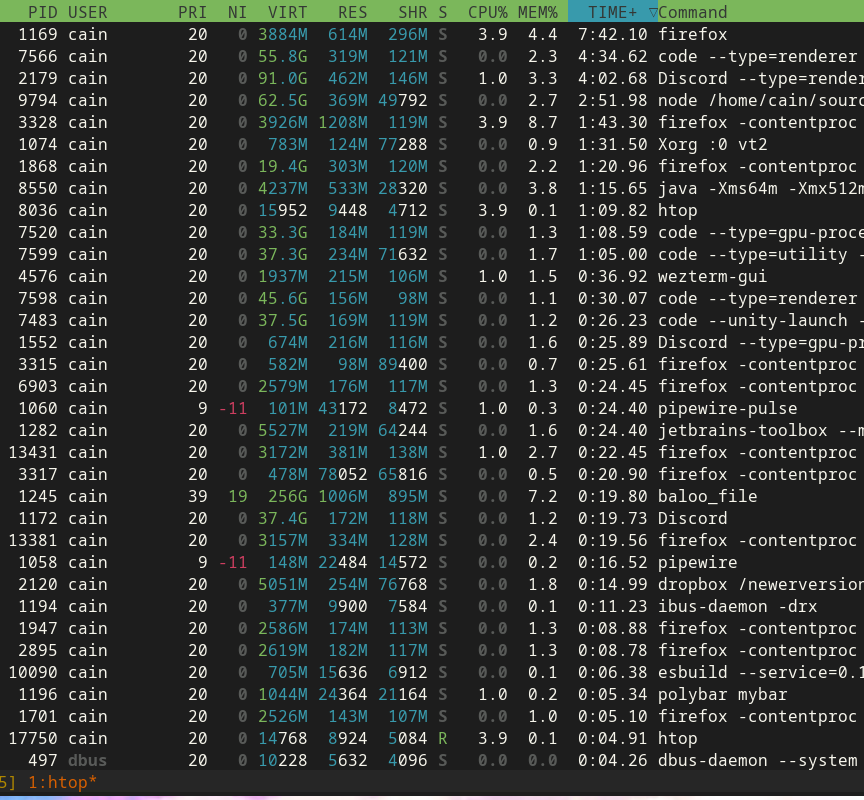 PID USER PRI NI VIRT RES SHR S CPU% MEM% TIME+ ▽Command
1169 cain 20 0 3884M 614M 296M S 3.9 4.4 7:42.10 firefox
7566 cain 20 0 55.8G 319M 121M S 0.0 2.3 4:34.62 code --type=renderer
2179 cain 20 0 91.0G 462M 146M S 1.0 3.3 4:02.68 Discord --type=render
9794 cain 20 0 62.5G 369M 49792 S 0.0 2.7 2:51.98 node /home/cain/sourc
3328 cain 20 0 3926M 1208M 119M S 3.9 8.7 1:43.30 firefox -contentproc
1074 cain 20 0 783M 124M 77288 S 0.0 0.9 1:31.50 Xorg :0 vt2
1868 cain 20 0 19.4G 303M 120M S 0.0 2.2 1:20.96 firefox -contentproc
8550 cain 20 0 4237M 533M 28320 S 0.0 3.8 1:15.65 java -Xms64m -Xmx512m
8036 cain 20 0 15952 9448 4712 S 3.9 0.1 1:09.82 htop
7520 cain 20 0 33.3G 184M 119M S 0.0 1.3 1:08.59 code --type=gpu-proce
7599 cain 20 0 37.3G 234M 71632 S 0.0 1.7 1:05.00 code --type=utility -
4576 cain 20 0 1937M 215M 106M S 1.0 1.5 0:36.92 wezterm-gui
7598 cain 20 0 45.6G 156M 98M S 0.0 1.1 0:30.07 code --type=renderer
7483 cain 20 0 37.5G 169M 119M S 0.0 1.2 0:26.23 code --unity-launch -
1552 cain 20 0 674M 216M 116M S 0.0 1.6 0:25.89 Discord --type=gpu-pr
3315 cain 20 0 582M 98M 89400 S 0.0 0.7 0:25.61 firefox -contentproc
6903 cain 20 0 2579M 176M 117M S 0.0 1.3 0:24.45 firefox -contentproc
1060 cain 9 -11 101M 43172 8472 S 1.0 0.3 0:24.40 pipewire-pulse
1282 cain 20 0 5527M 219M 64244 S 0.0 1.6 0:24.40 jetbrains-toolbox --m
13431 cain 20 0 3172M 381M 138M S 1.0 2.7 0:22.45 firefox -contentproc
3317 cain 20 0 478M 78052 65816 S 0.0 0.5 0:20.90 firefox -contentproc
1245 cain 39 19 256G 1006M 895M S 0.0 7.2 0:19.80 baloo_file
1172 cain 20 0 37.4G 172M 118M S 0.0 1.2 0:19.73 Discord
13381 cain 20 0 3157M 334M 128M S 0.0 2.4 0:19.56 firefox -contentproc
1058 cain 9 -11 148M 22484 14572 S 0.0 0.2 0:16.52 pipewire
2120 cain 20 0 5051M 254M 76768 S 0.0 1.8 0:14.99 dropbox /newerversion
1194 cain 20 0 377M 9900 7584 S 0.0 0.1 0:11.23 ibus-daemon -drx
1947 cain 20 0 2586M 174M 113M S 0.0 1.3 0:08.88 firefox -contentproc
2895 cain 20 0 2619M 182M 117M S 0.0 1.3 0:08.78 firefox -contentproc
10090 cain 20 0 705M 15636 6912 S 0.0 0.1 0:06.38 esbuild --service=0.1
1196 cain 20 0 1044M 24364 21164 S 1.0 0.2 0:05.34 polybar mybar
1701 cain 20 0 2526M 143M 107M S 0.0 1.0 0:05.10 firefox -contentproc
17750 cain 20 0 14768 8924 5084 R 3.9 0.1 0:04.91 htop
497 dbus 20 0 10228 5632 4096 S 0.0 0.0 0:04.26 dbus-daemon --system
5] 1:htop*